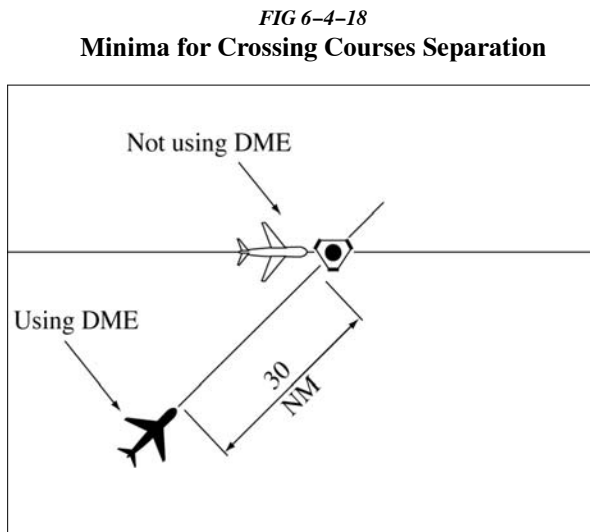 FIG 6–4–18
Minima for Crossing Courses Separation
Not using DME
Using DME
30
NM